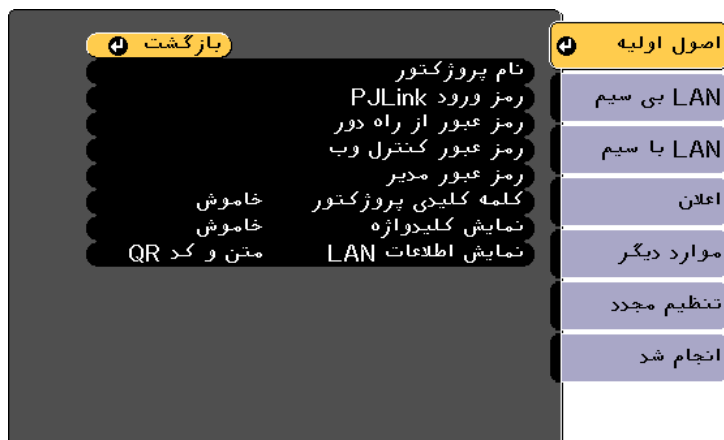 اصول اولیه
LAN بی سیم
LAN با سیم
اعلان
موارد دیگر
تنظیم مجدد
انجام شد
بازگشت
نام پروژکتور
رمز ورود PJLink
رمز عبور از راه دور
رمز عبور کنترل وب
رمز عبور مدیر
کلمه کلیدی پروژکتور خاموش
نمایش کلیدواژه خاموش
نمایش اطلاعات LAN متن و کد QR